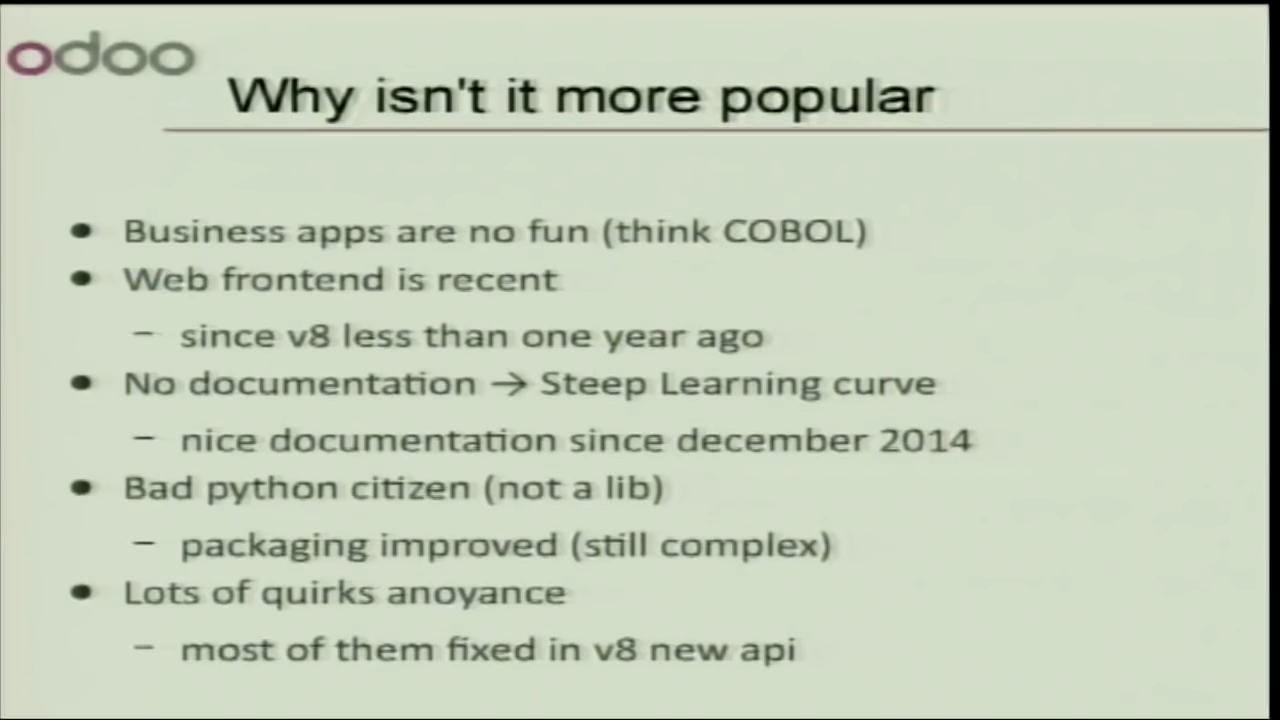 odoo
Why isn't it more popular
• Business apps are no fun (think COBOL)
• Web frontend is recent
– since v8 less than one year ago
• No documentation → Steep Learning curve
– nice documentation since december 2014
• Bad python citizen (not a lib)
– packaging improved (still complex)
• Lots of quirks anoyance
– most of them fixed in v8 new api